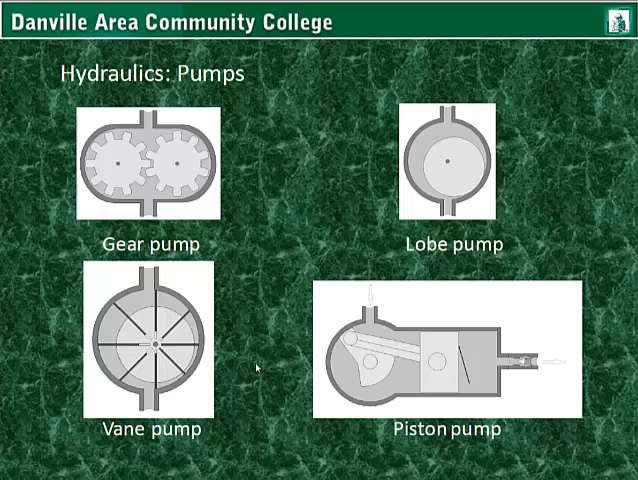 Danville Area Community College
Hydraulics: Pumps
Gear pump
Lobe pump
Vane pump
Piston pump